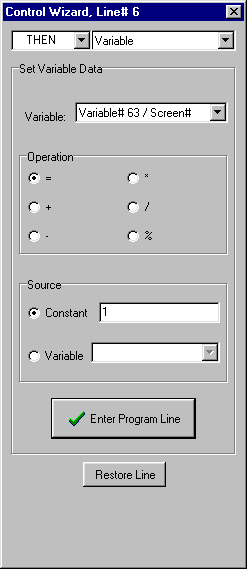 Control Wizard, Line# 6
THEN Variable
Set Variable Data
Variable: Variable# 63 / Screen#
Operation
= *
+ /
- %
Source
Constant 1
Variable
Enter Program Line
Restore Line